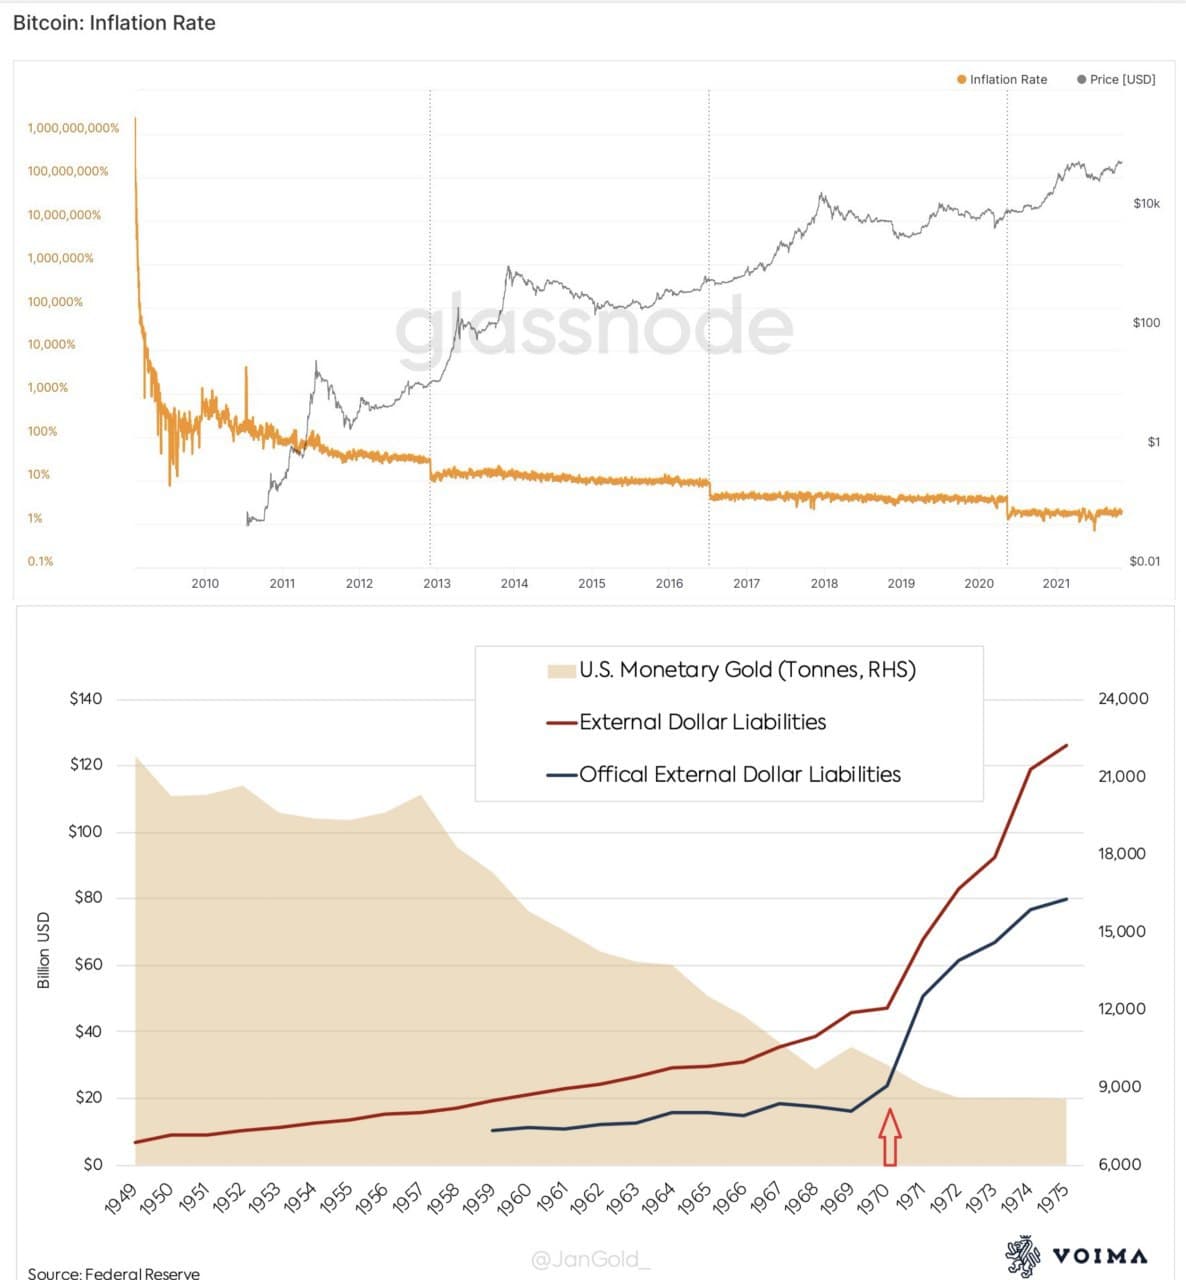 Bitcoin: Inflation Rate
Inflation Rate Price [USD]
1,000,000,000%
100,000,000%
10,000,000%
1,000,000%
100,000%
10,000%
1,000%
100%
10%
1%
0.1%
$10k
$100
$1
$0.01
glassnode
2010 2011 2012 2013 2014 2015 2016 2017 2018 2019 2020 2021
U.S. Monetary Gold (Tonnes, RHS)
External Dollar Liabilities
Offical External Dollar Liabilities
Billion USD
$140
$120
$100
$80
$60
$40
$20
$0
24,000
21,000
18,000
15,000
12,000
9,000
6,000
1949 1950 1951 1952 1953 1954 1955 1956 1957 1958 1959 1960 1961 1962 1963 1964 1965 1966 1967 1968 1969 1970 1971 1972 1973 1974 1975
@JanGold_
VOIMA
Source: Federal Reserve